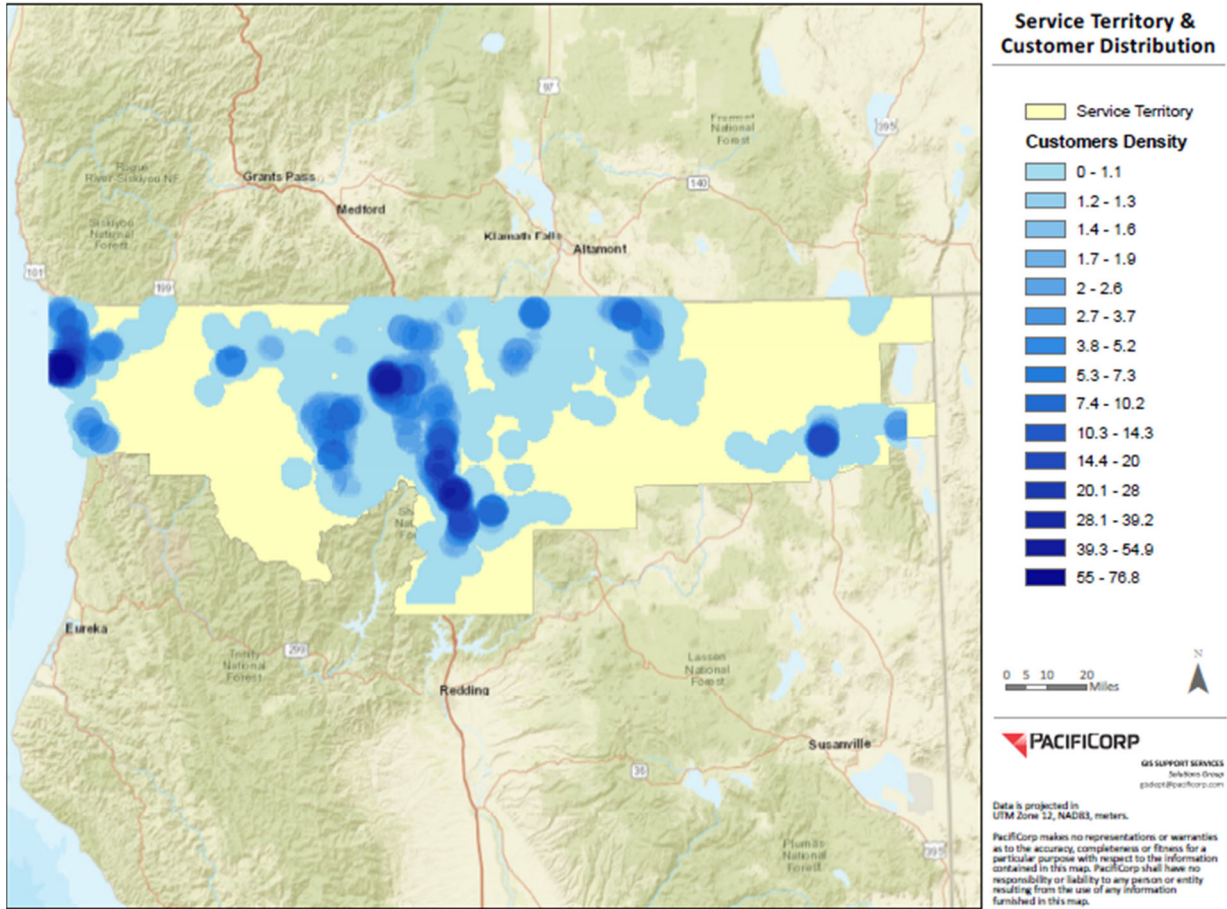 Service Territory &
Customer Distribution
Service Territory
Customers Density
0 - 1.1
1.2 - 1.3
1.4 - 1.6
1.7 - 1.9
2 - 2.6
2.7 - 3.7
3.8 - 5.2
5.3 - 7.3
7.4 - 10.2
10.3 - 14.3
14.4 - 20
20.1 - 28
28.1 - 39.2
39.3 - 54.9
55 - 76.8
N
0 5 10 20
Miles
PACIFICORP
GIS SUPPORT SERVICES
Solutions Group
gisdept@pacificorp.com
Data is projected in
UTM Zone 12, NAD83, meters.
PacifiCorp makes no representations or warranties
as to the accuracy, completeness or fitness for a
particular purpose with respect to the information
contained in this map. PacifiCorp shall have no
responsibility or liability to any person or entity
resulting from the use of any information
furnished in this map.
97
Fremont
National
Forest
395
Rogue
River-Siskiyou NF
Grants Pass
140
Medford
Siskiyou
National
Forest
Klamath Falls
Altamont
101
199
Eureka
Trinity
National
Forest
299
Lassen
National
Forest
Redding
Susanville
36
Plumas
National
Forest
395